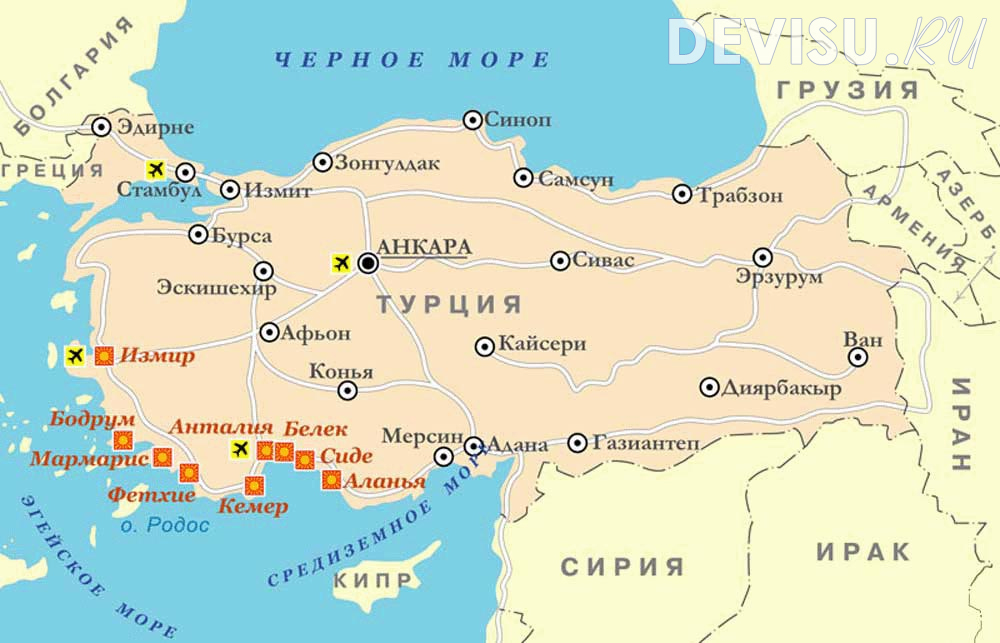 DEVISU.RU
БОЛГАРИЯ
ЧЕРНОЕ МОРЕ
ГРУЗИЯ
Эдирне
Синоп
ГРЕЦИЯ
Стамбул
Измит
Зонгулдак
Самсун
Трабзон
АЗЕРБ.
АРМЕНИЯ
Бурса
АНКАРА
Сивас
Эрзурум
Эскишехир
ТУРЦИЯ
Афьон
Кайсери
Ван
Измир
Конья
Диярбакыр
ИРАН
Бодрум
Анталия
Белек
Мерсин
Адана
Газиантеп
Мармарис
Сиде
Фетхие
Кемер
Аланья
о. Родос
ЭГЕЙСКОЕ МОРЕ
СРЕДИЗЕМНОЕ МОРЕ
КИПР
СИРИЯ
ИРАК